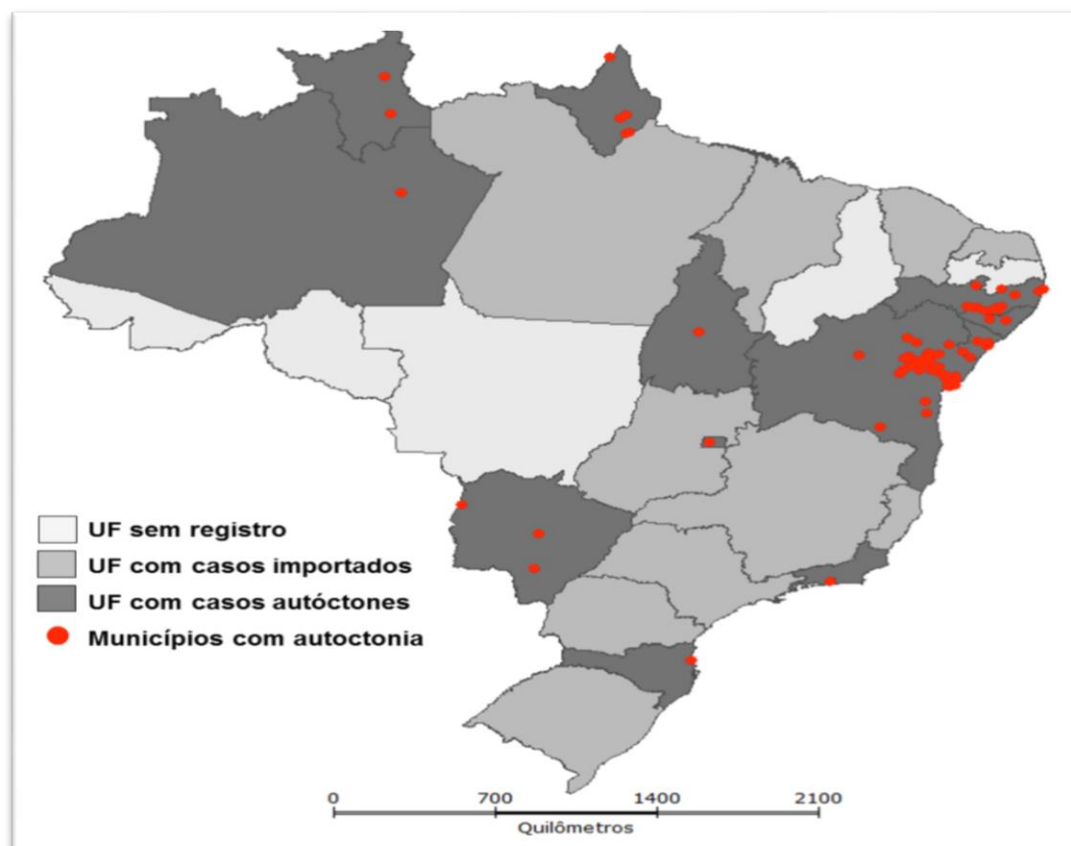 UF sem registro
UF com casos importados
UF com casos autóctones
Municípios com autoctonia
0 700 1400 2100
Quilômetros